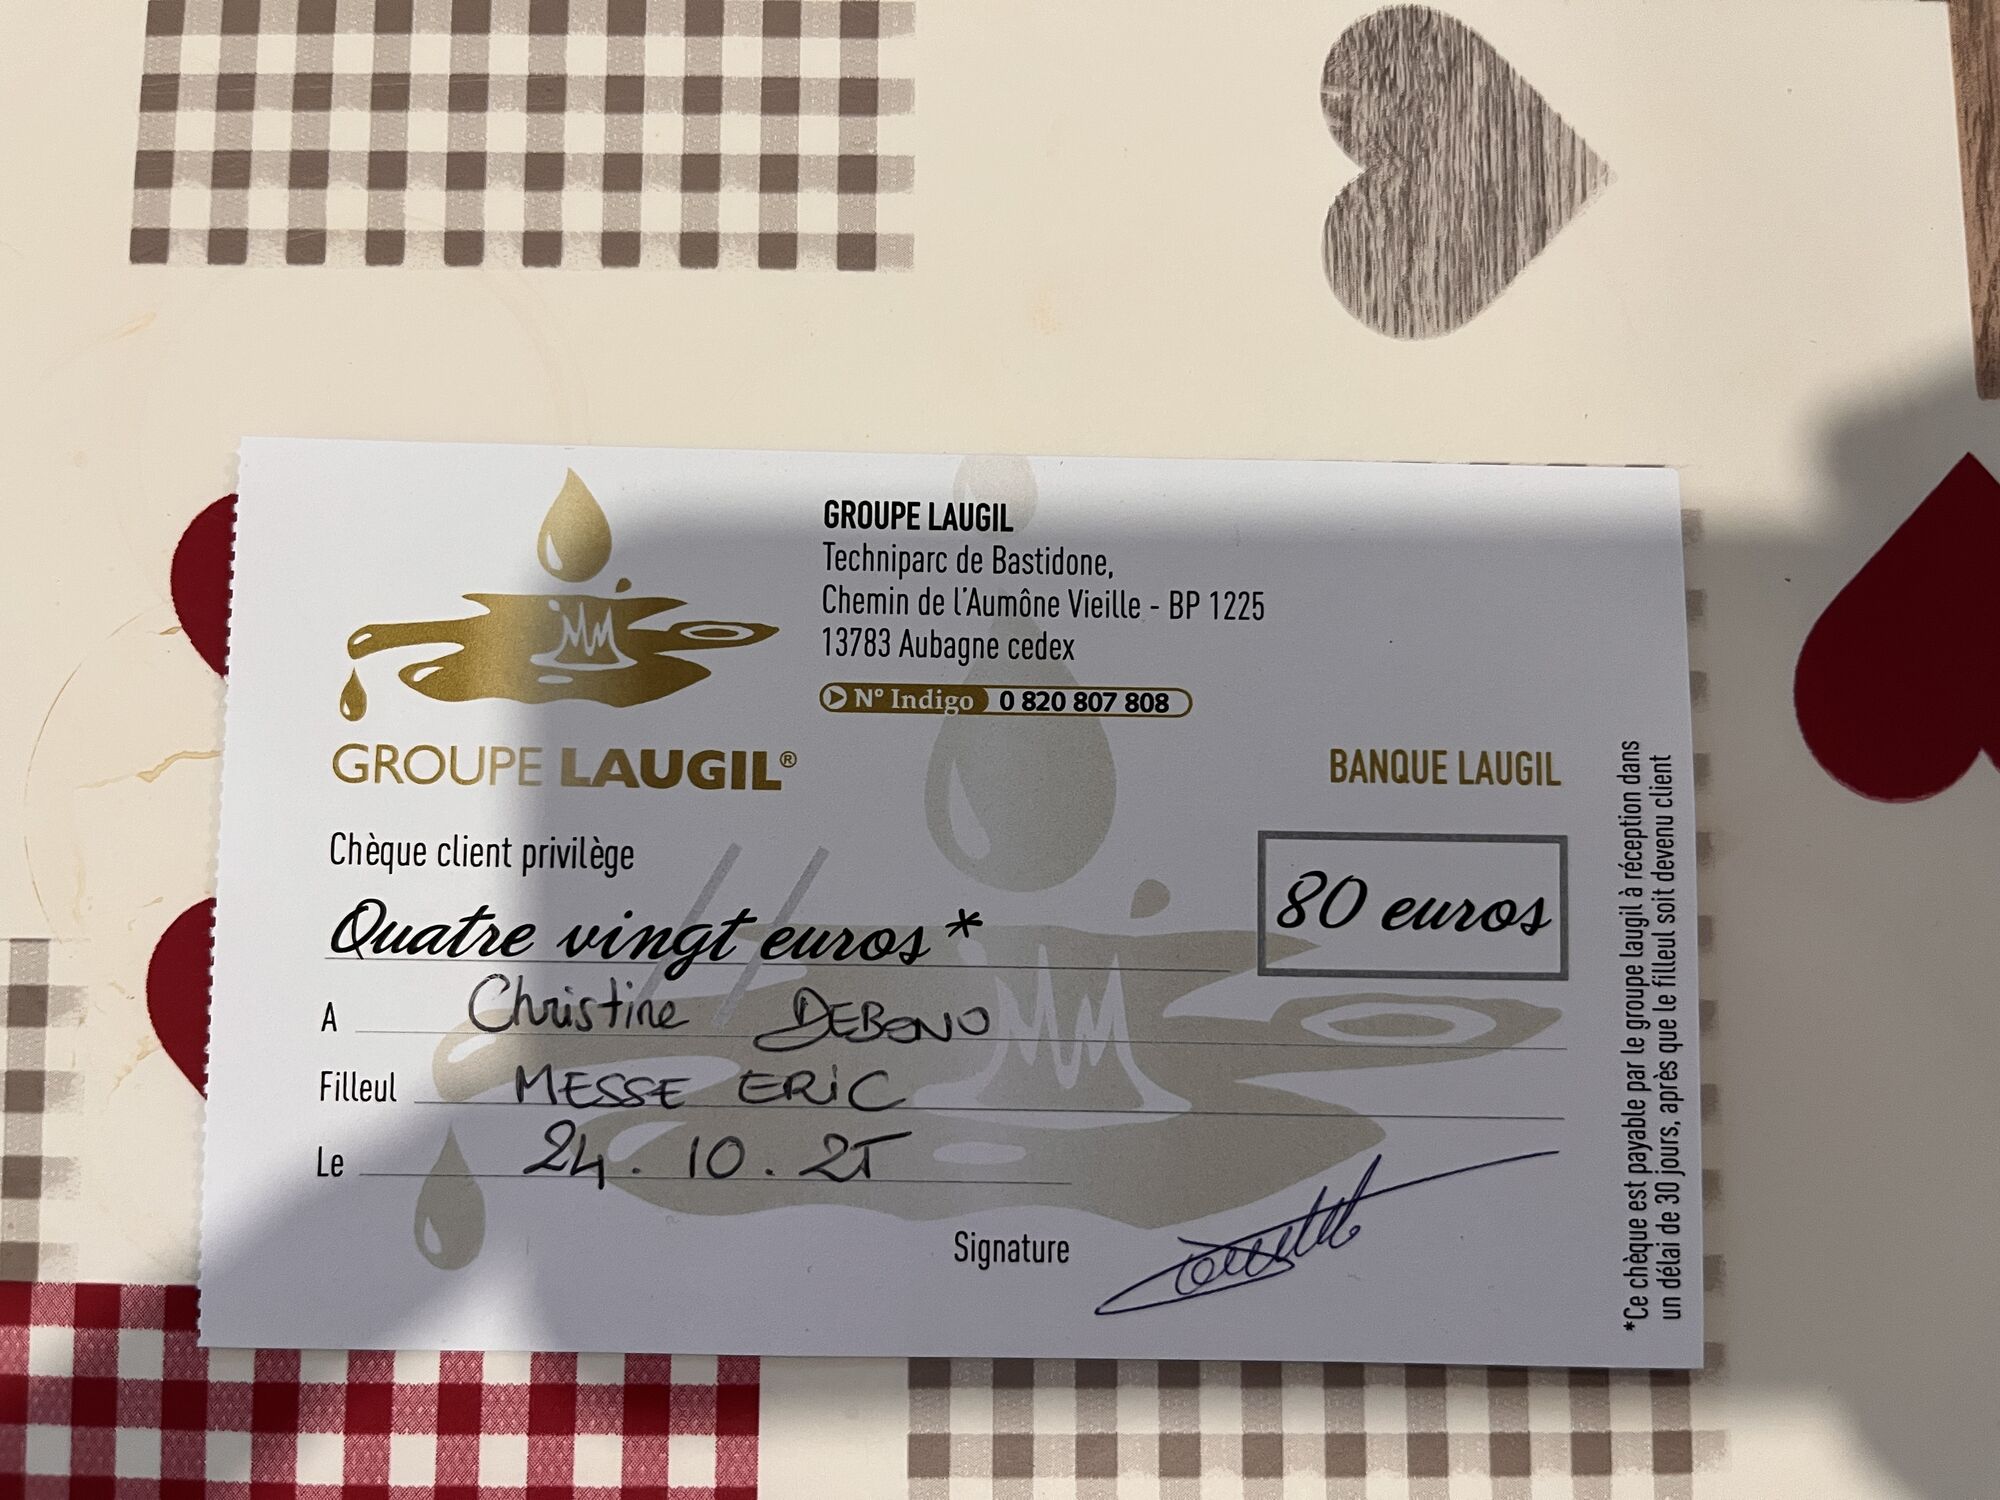 GROUPE LAUGIL
Techniparc de Bastidone,
Chemin de l'Aumône Vieille - BP 1225
13783 Aubagne cedex
N° Indigo 0 820 807 808
GROUPE LAUGIL®
BANQUE LAUGIL
Chèque client privilège
Quatre vingt euros *
80 euros
A Christine DEBONO
Filleul MESSE ERIC
Le 24.10.25
Signature
*Ce chèque est payable par le groupe laugil à réception dans
un délai de 30 jours, après que le filleul soit devenu client